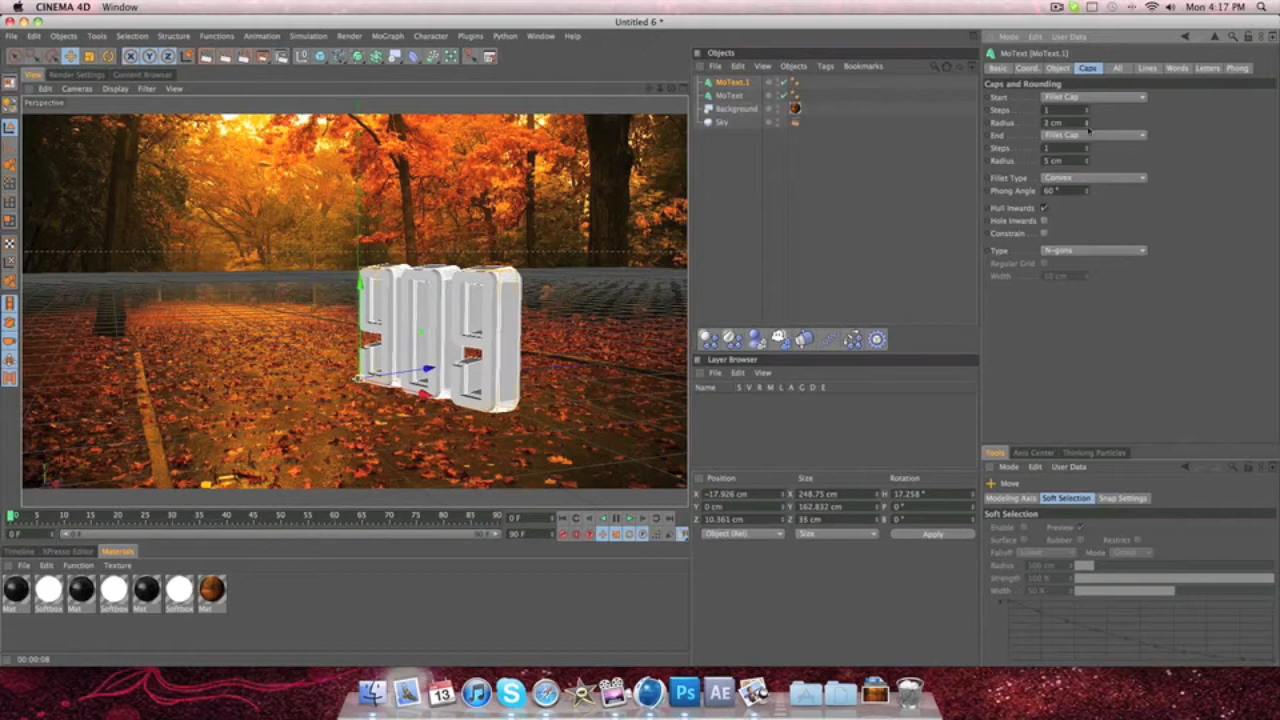 CINEMA 4D Window Mon 4:17 PM
Untitled 6 *
File Edit Objects Tools Selection Structure Functions Animation Simulation Render MoGraph Character Plugins Python Window Help
View Render Settings Content Browser
Edit Cameras Display Filter View
Perspective
0 5 10 15 20 25 30 35 40 45 50 55 60 65 70 75 80 85 90 0 F
0 F 0 F 90 F 90 F
Timeline XPresso Editor Materials
File Edit Function Texture
Mat Softbox Mat Softbox Mat Softbox Mat
00:00:08
Objects
File Edit View Objects Tags Bookmarks
MoText.1
MoText
Background
Sky
Layer Browser
File Edit View
Name S V R M L A G D E
Position Size Rotation
X -17.926 cm X 248.75 cm H 17.258 °
Y 0 cm Y 162.832 cm P 0 °
Z 10.361 cm Z 35 cm B 0 °
Object (Rel) Size Apply
Mode Edit User Data
MoText [MoText.1]
Basic Coord. Object Caps All Lines Words Letters Phong
Caps and Rounding
Start Fillet Cap
Steps 1
Radius 2 cm
End Fillet Cap
Steps 1
Radius 5 cm
Fillet Type Convex
Phong Angle 60 °
Hull Inwards
Hole Inwards
Constrain
Type N-gons
Regular Grid
Width
Tools Axis Center Thinking Particles
Mode Edit User Data
Move
Modeling Axis Soft Selection Snap Settings
Soft Selection
Enable Preview
Surface Rubber Restrict
Falloff Linear Mode Group
Radius 100 cm
Strength 100 %
Width 50 %
13
Ps AE